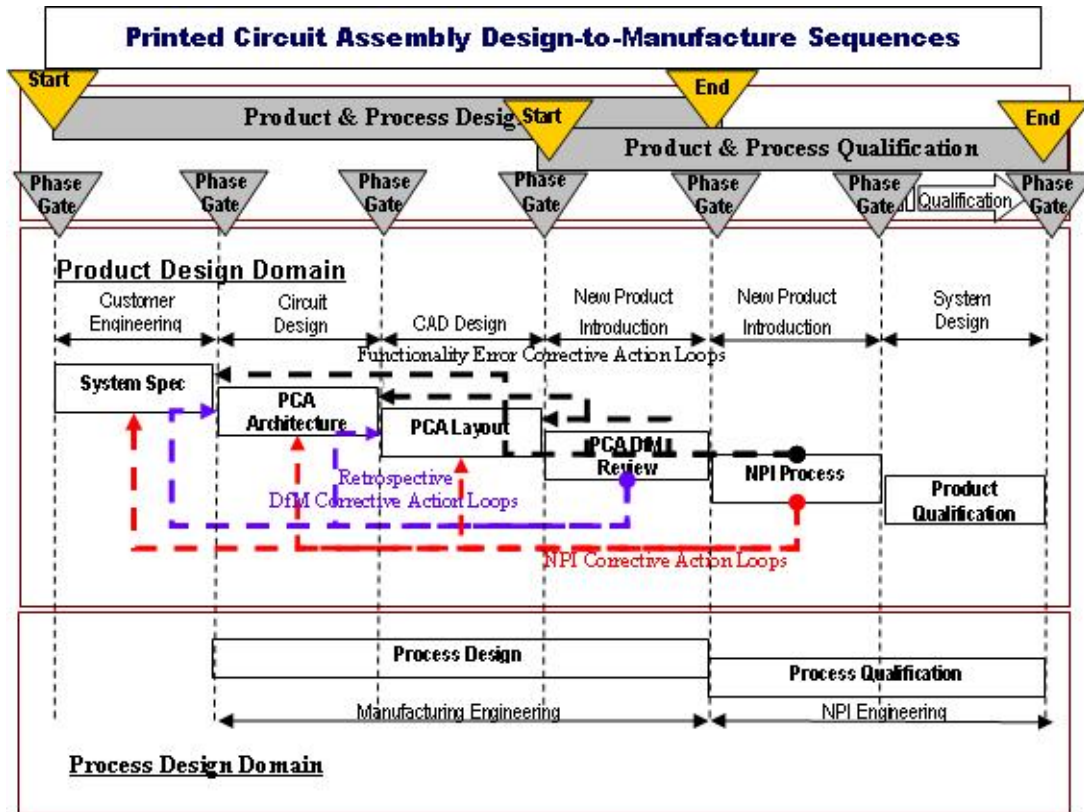 Printed Circuit Assembly Design-to-Manufacture Sequences
Start
End
Product & Process Desig
Start
End
Product & Process Qualification
Phase
Gate
Phase
Gate
Phase
Gate
Phase
Gate
Phase
Gate
Phase
Gate
Qualification
Phase
Gate
Product Design Domain
Customer
Engineering
Circuit
Design
CAD Design
New Product
Introduction
New Product
Introduction
System
Design
Functionality Error Corrective Action Loops
System Spec
PCA
Architecture
PCA Layout
PCA DfM
Review
NPI Process
Product
Qualification
Retrospective
DfM Corrective Action Loops
NPI Corrective Action Loops
Process Design
Process Qualification
Manufacturing Engineering
NPI Engineering
Process Design Domain